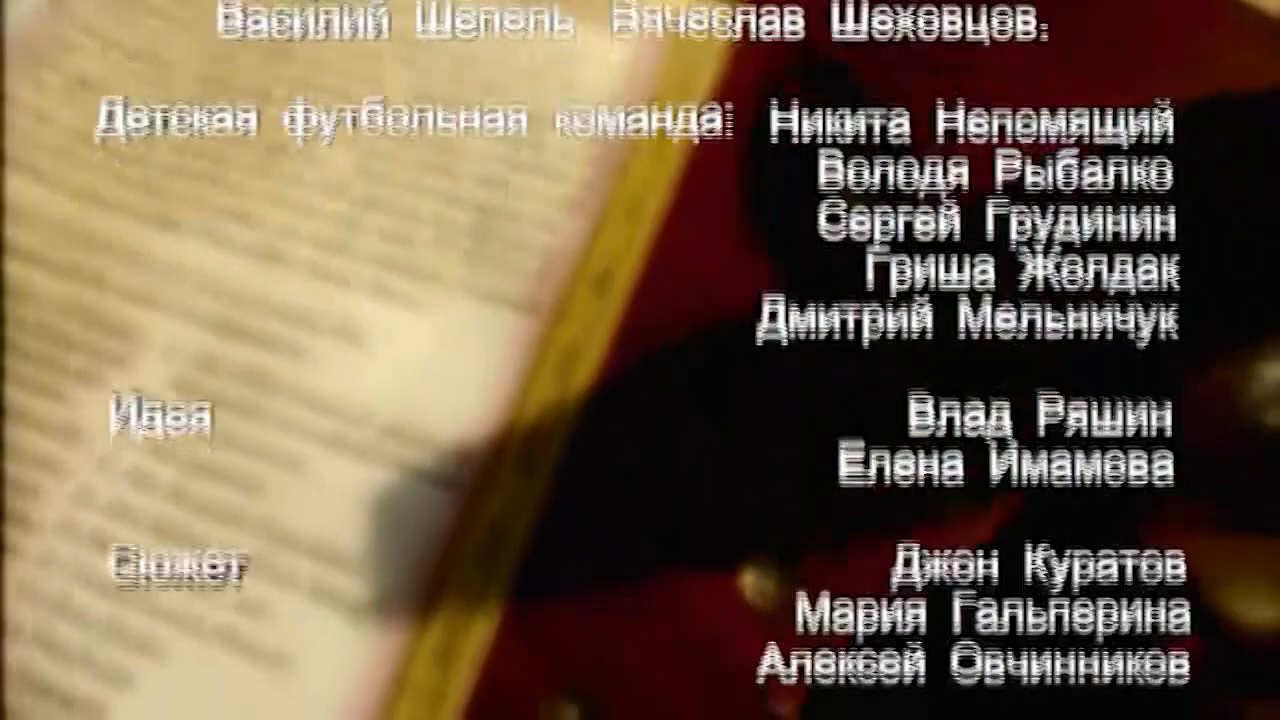 Василий Шепель Вячеслав Шеховцов.
Детская футбольная команда: Никита Непомящий
Володя Рыбалко
Сергей Грудинин
Гриша Жолдак
Дмитрий Мельничук
Идея Влад Ряшин
Елена Имамова
Сюжет Джон Куратов
Мария Гальперина
Алексей Овчинников